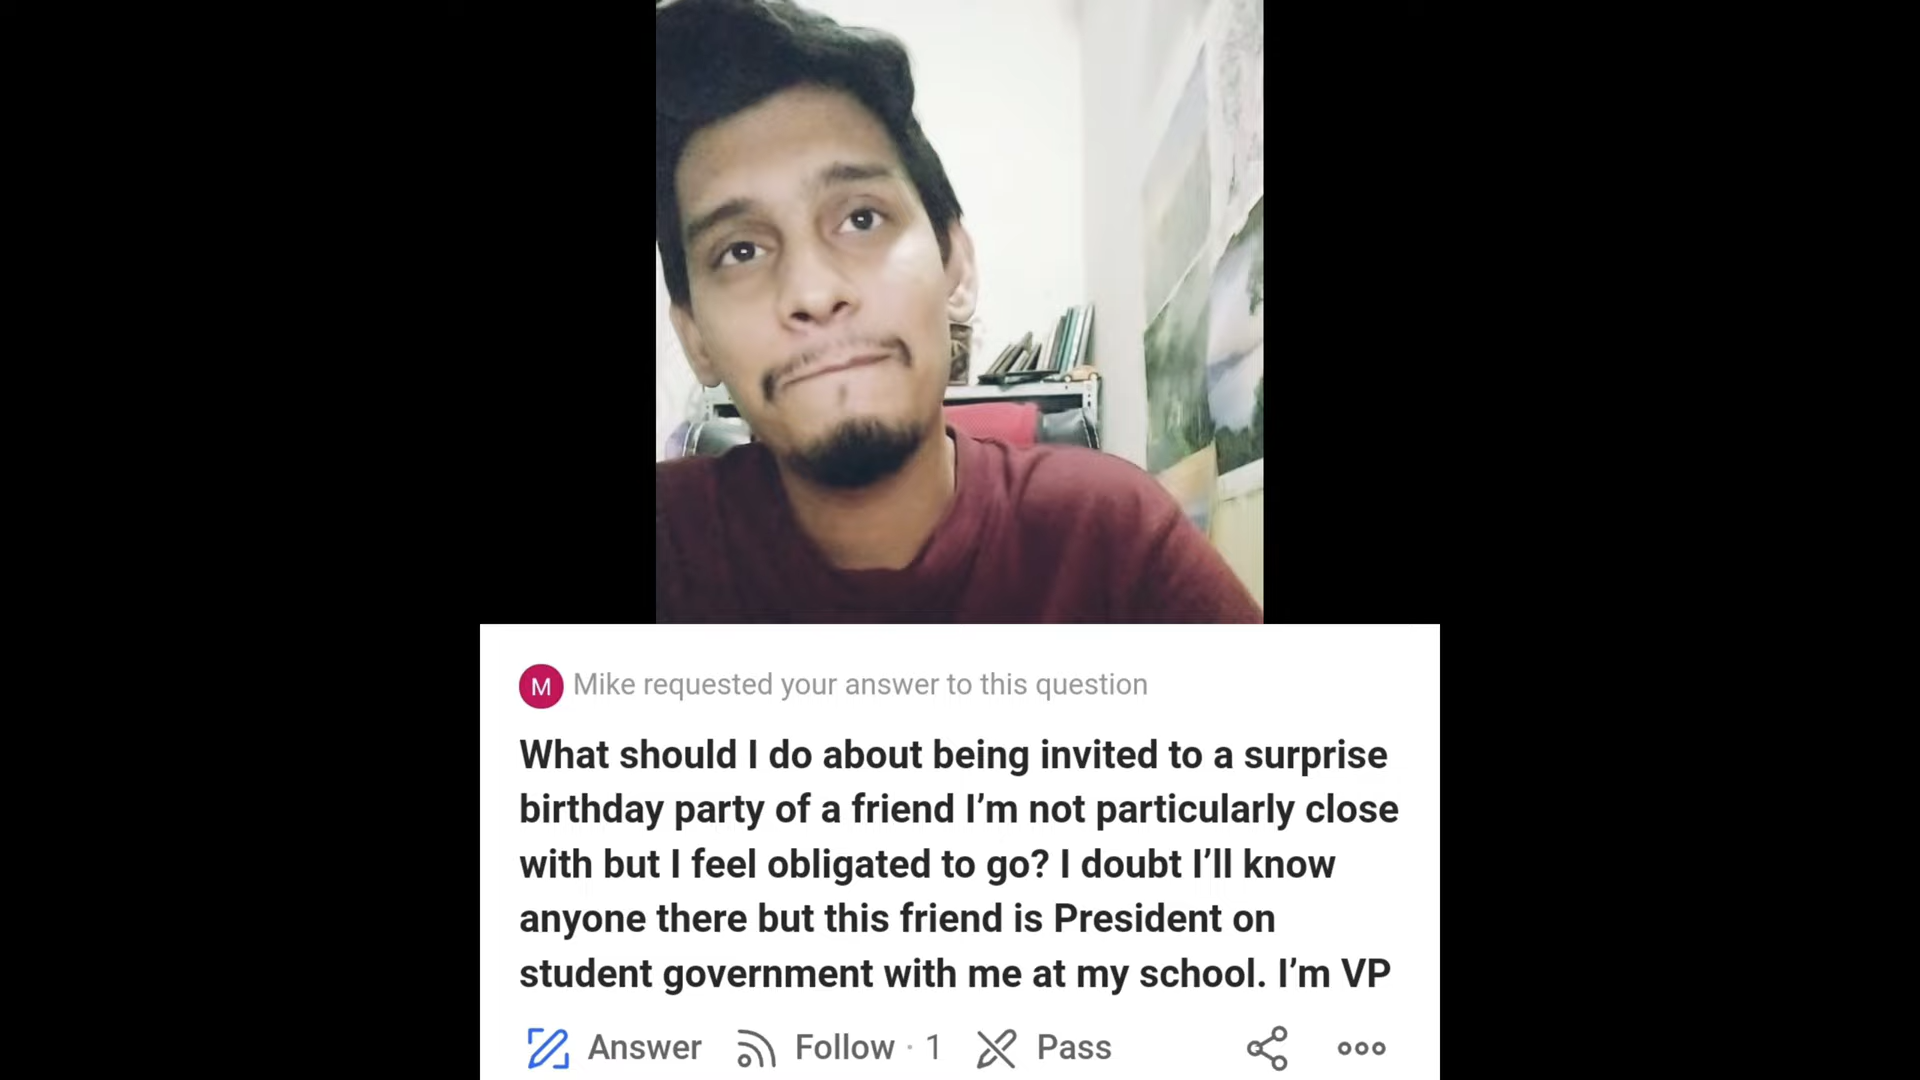 M Mike requested your answer to this question
What should I do about being invited to a surprise
birthday party of a friend I’m not particularly close
with but I feel obligated to go? I doubt I’ll know
anyone there but this friend is President on
student government with me at my school. I’m VP
Answer Follow · 1 Pass